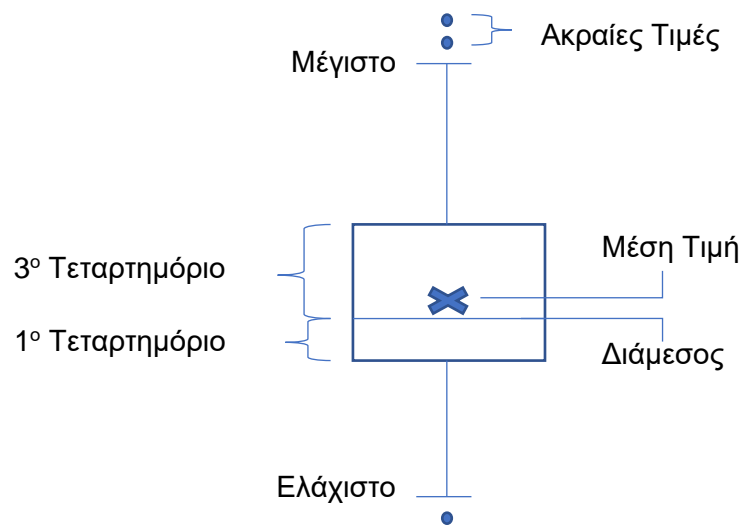 Ακραίες Τιμές
Μέγιστο
Μέση Τιμή
3ο Τεταρτημόριο
1ο Τεταρτημόριο
Διάμεσος
Ελάχιστο